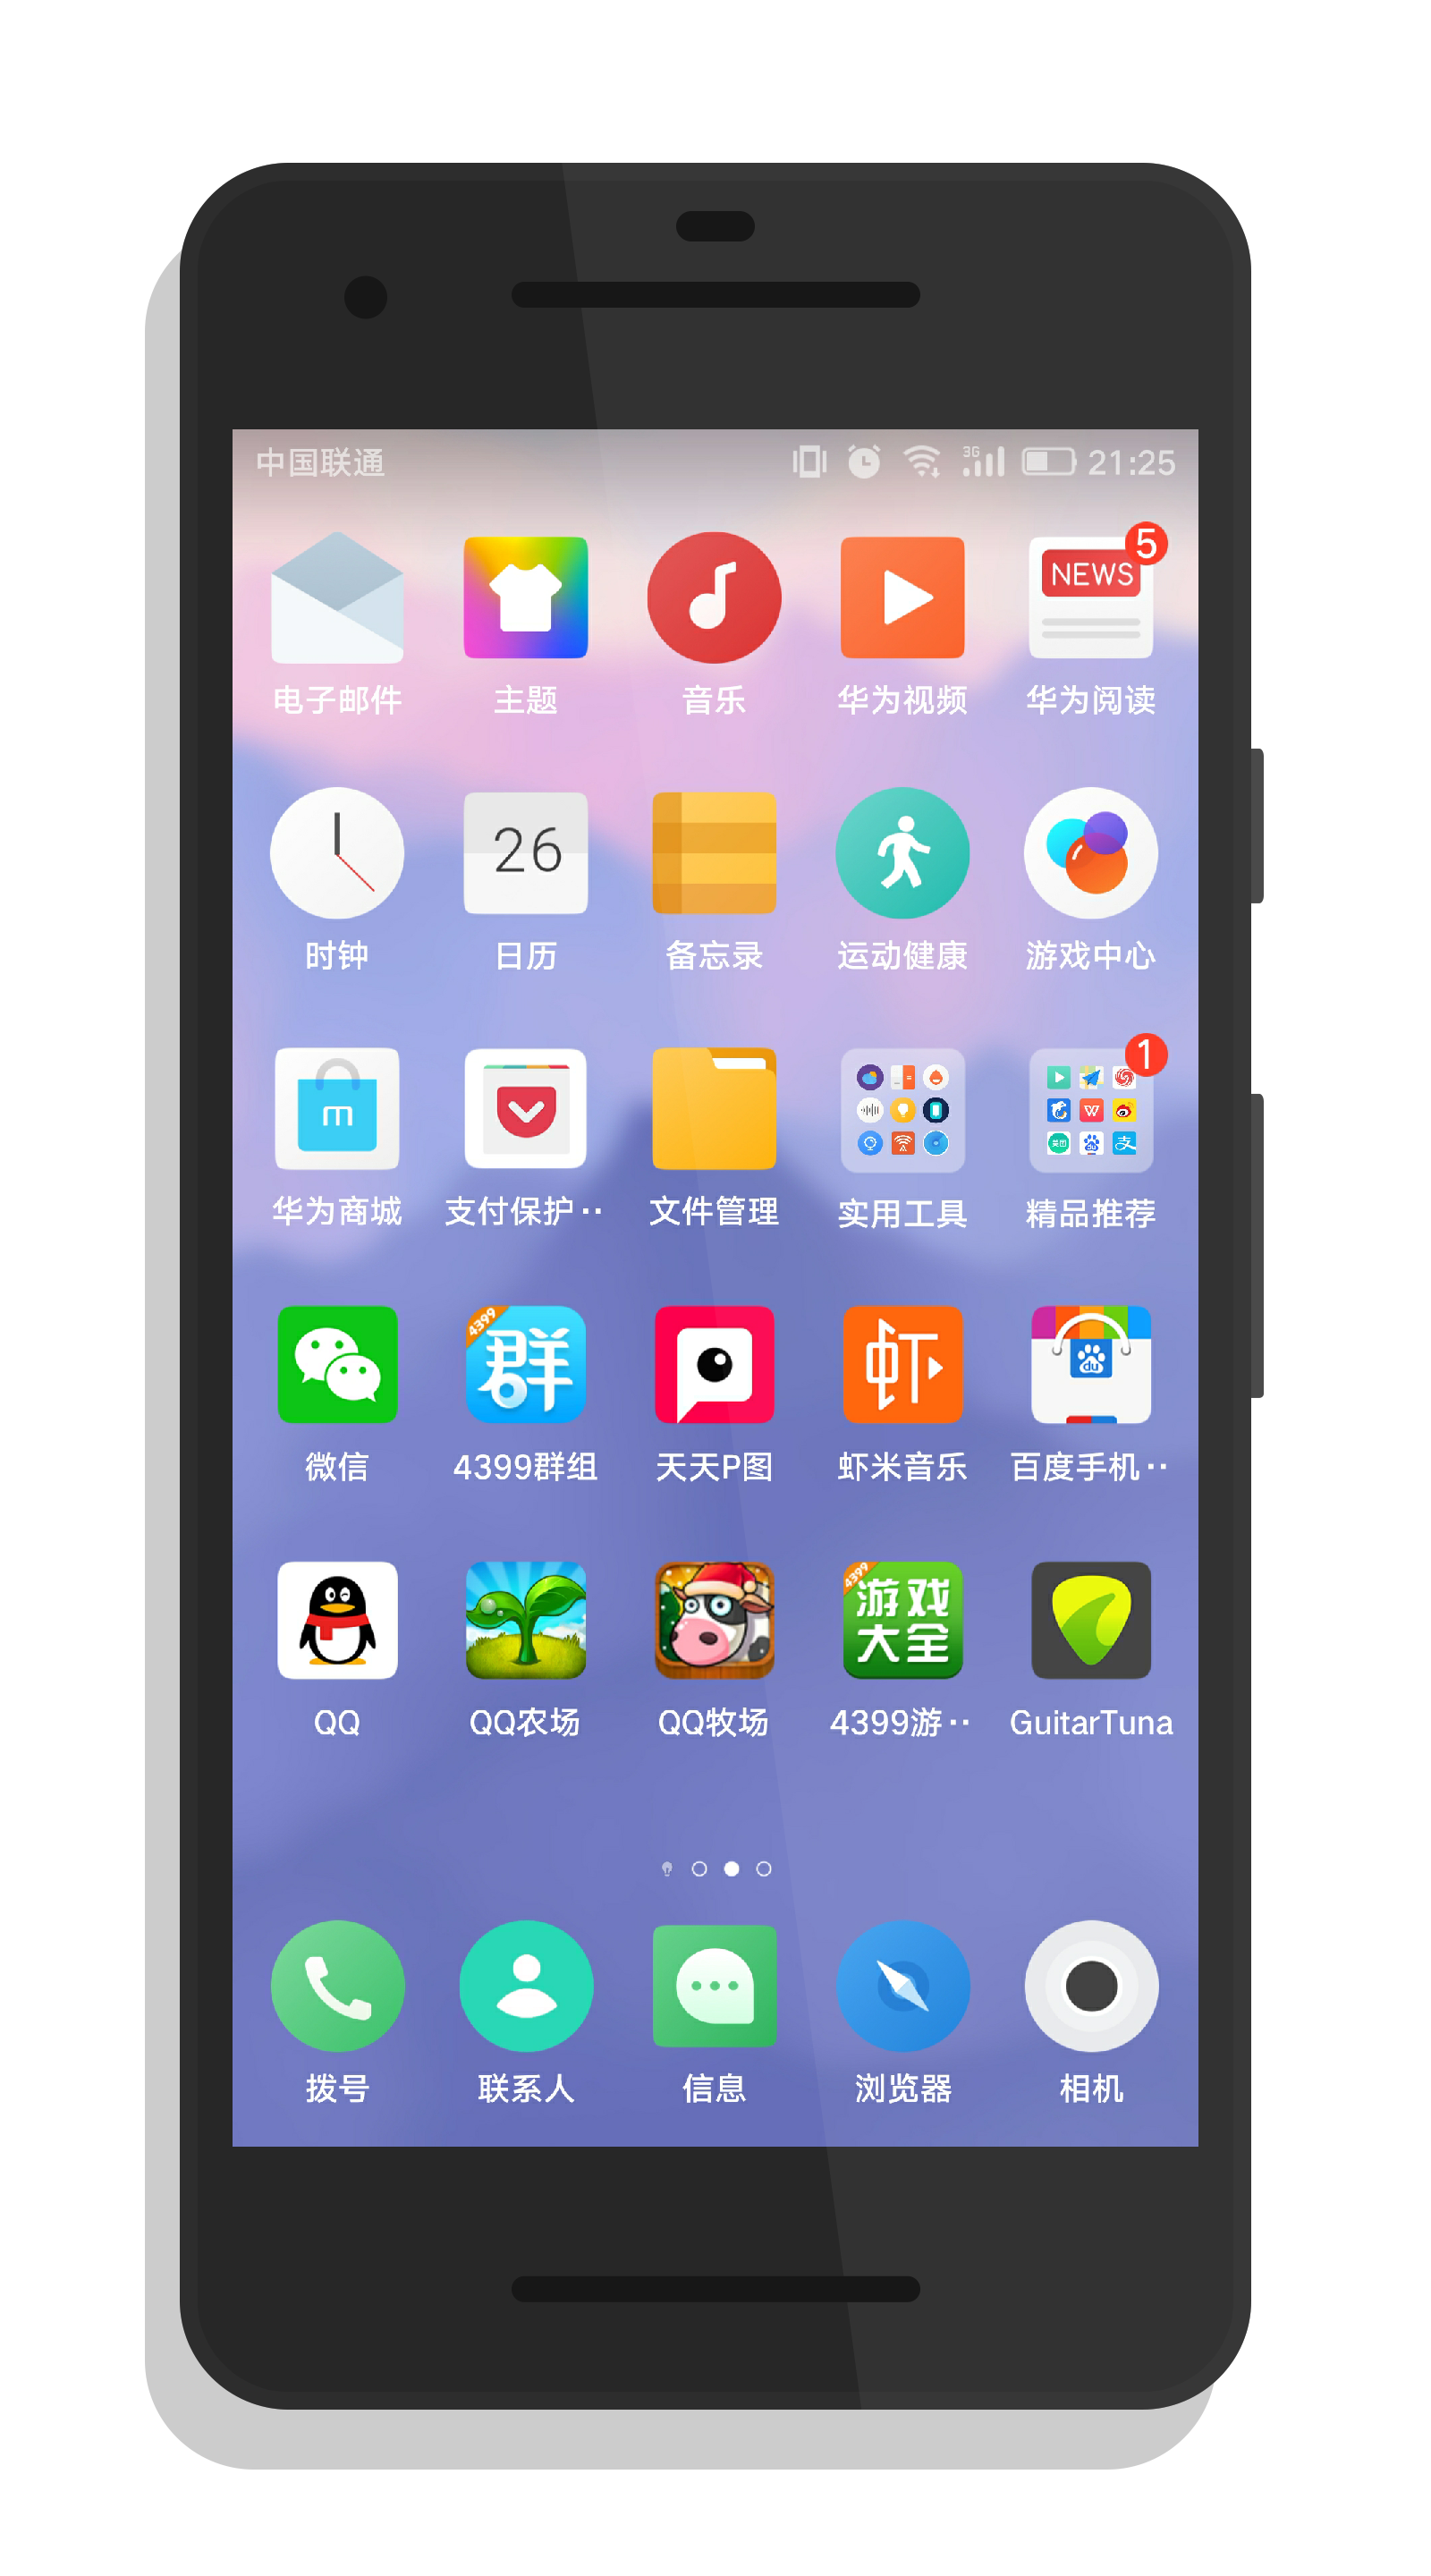 中国联通 3G 21:25
5
NEWS
电子邮件 主题 音乐 华为视频 华为阅读
26
时钟 日历 备忘录 运动健康 游戏中心
1
m
华为商城 支付保护·· 文件管理 实用工具 精品推荐
4399 群 虾 du
微信 4399群组 天天P图 虾米音乐 百度手机··
4399
游戏
大全
QQ QQ农场 QQ牧场 4399游·· GuitarTuna
拨号 联系人 信息 浏览器 相机